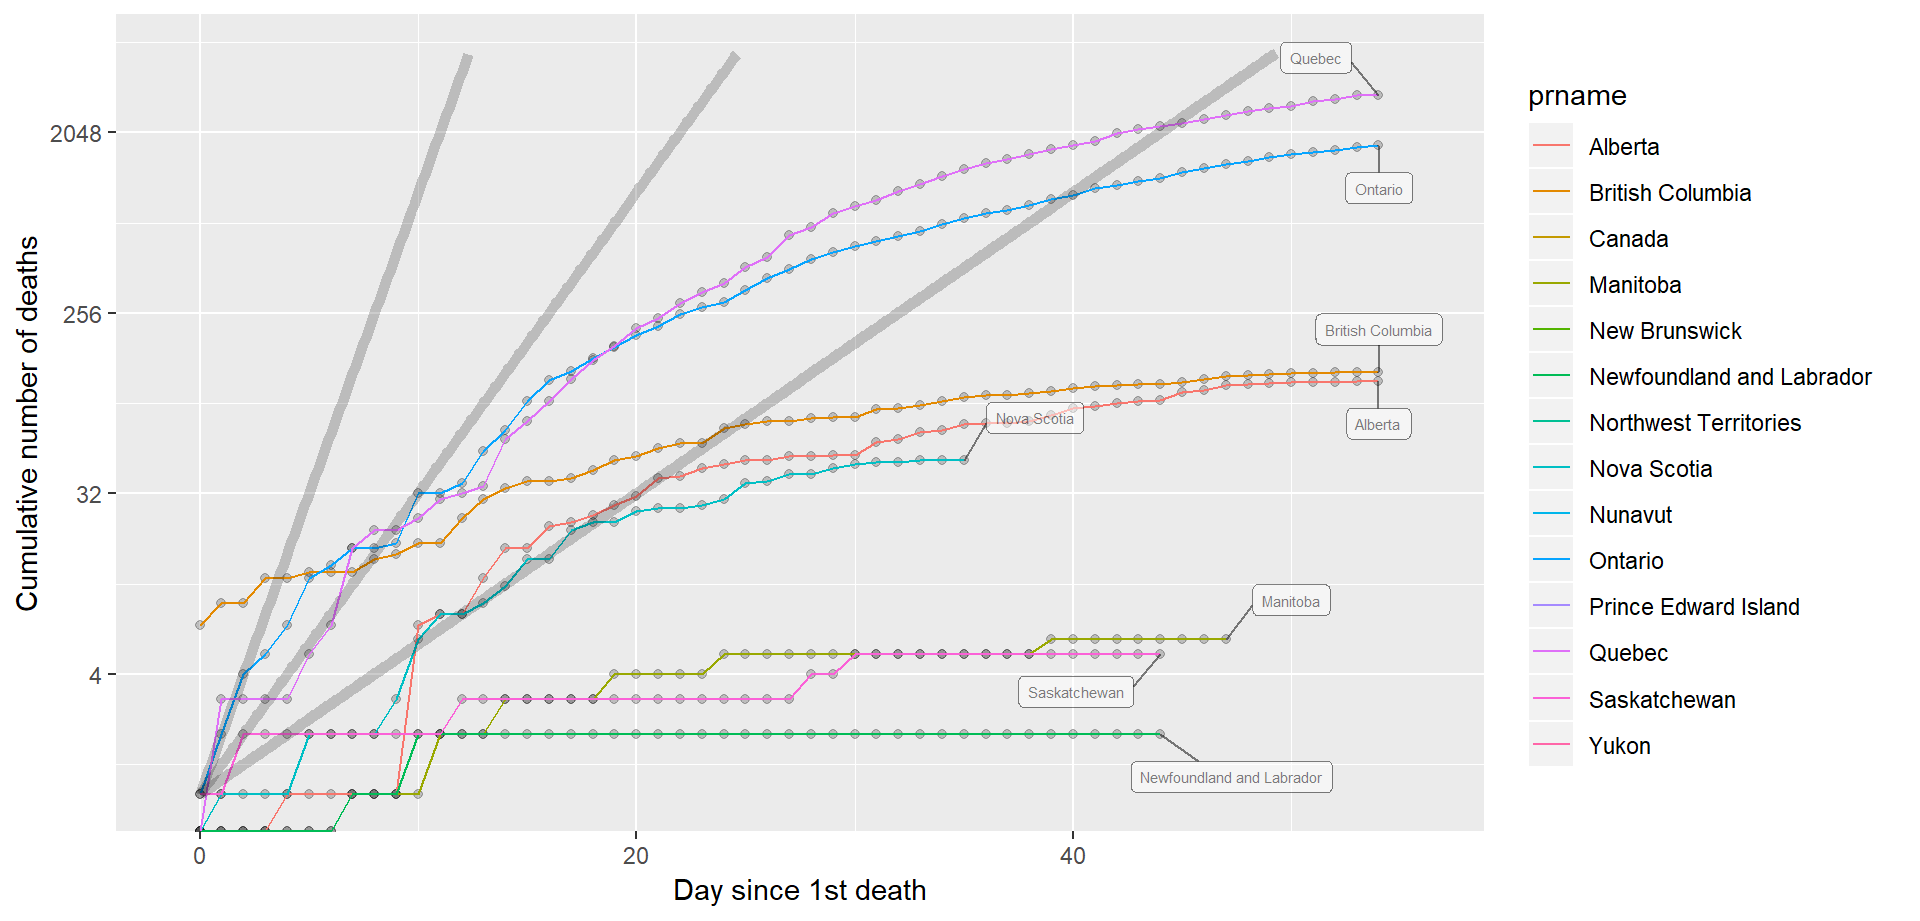 Cumulative number of deaths
2048
256
32
4
0
20
40
Day since 1st death
Quebec
Ontario
British Columbia
Nova Scotia
Alberta
Manitoba
Saskatchewan
Newfoundland and Labrador
prname
Alberta
British Columbia
Canada
Manitoba
New Brunswick
Newfoundland and Labrador
Northwest Territories
Nova Scotia
Nunavut
Ontario
Prince Edward Island
Quebec
Saskatchewan
Yukon